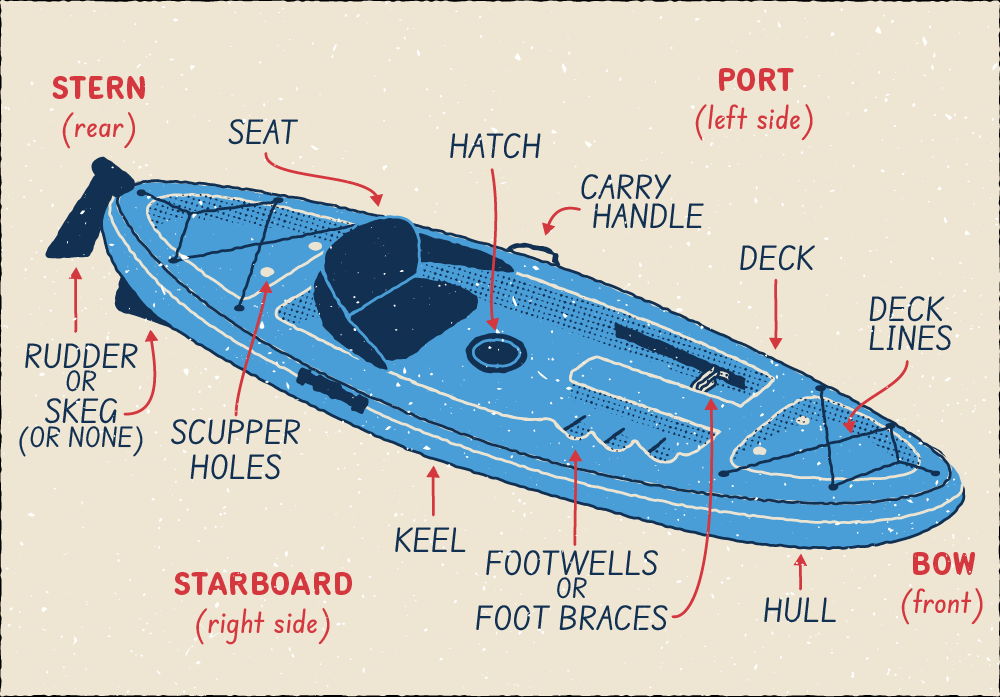 STERN
(rear)
PORT
(left side)
SEAT
HATCH
CARRY
HANDLE
DECK
DECK
LINES
RUDDER
OR
SKEG
(OR NONE)
SCUPPER
HOLES
KEEL
FOOTWELLS
OR
FOOT BRACES
HULL
BOW
(front)
STARBOARD
(right side)